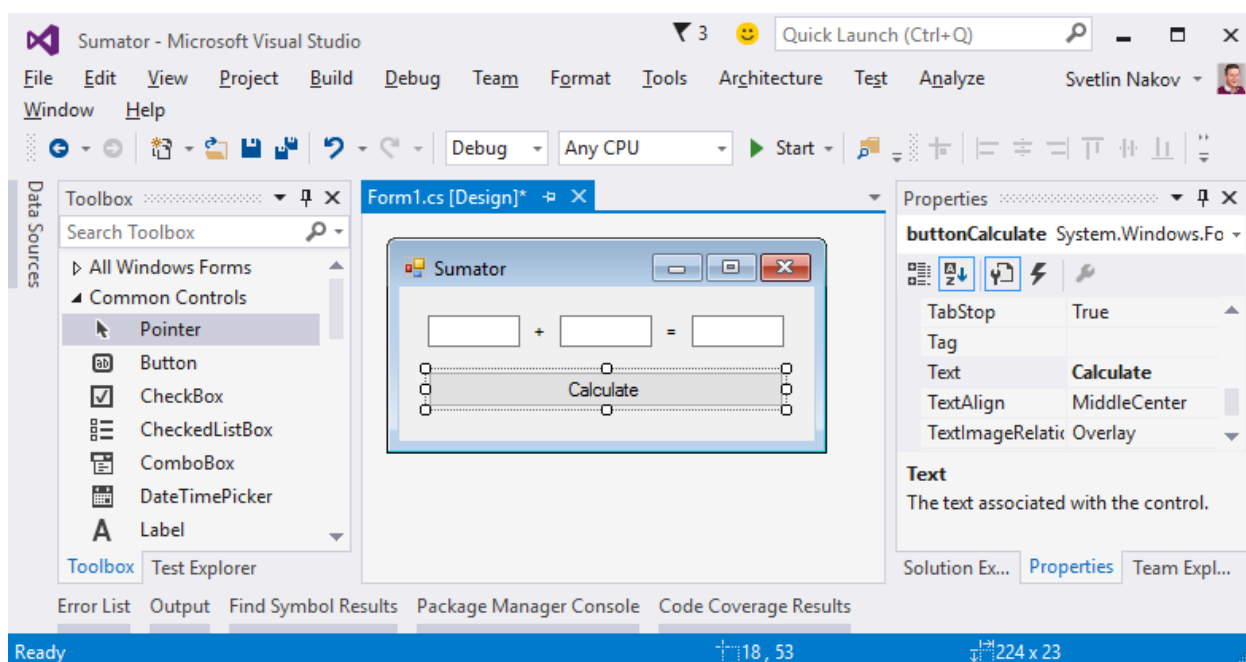 Sumator - Microsoft Visual Studio
3
Quick Launch (Ctrl+Q)
File Edit View Project Build Debug Team Format Tools Architecture Test Analyze Svetlin Nakov
Window Help
Debug Any CPU Start
Data Sources
Toolbox
Search Toolbox
All Windows Forms
Common Controls
Pointer
Button
CheckBox
CheckedListBox
ComboBox
DateTimePicker
Label
Toolbox Test Explorer
Form1.cs [Design]*
Sumator
+ =
Calculate
Properties
buttonCalculate System.Windows.Fo
TabStop True
Tag
Text Calculate
TextAlign MiddleCenter
TextImageRelatic Overlay
Text
The text associated with the control.
Solution Ex... Properties Team Expl...
Error List Output Find Symbol Results Package Manager Console Code Coverage Results
Ready 18 , 53 224 x 23